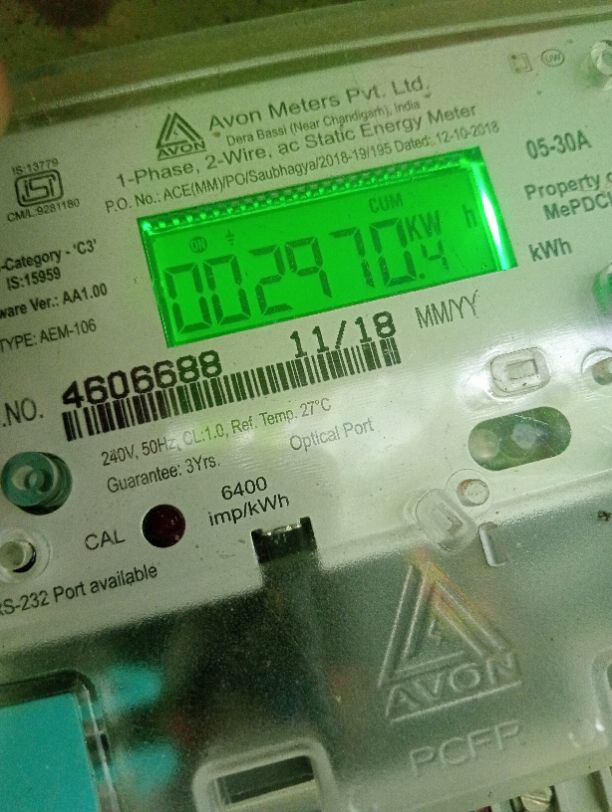 UW
AVON
Avon Meters Pvt. Ltd.
Dera Bassi (Near Chandigarh), India
1-Phase, 2-Wire, ac Static Energy Meter
P.O. No.: ACE(MM)/PO/Saubhagya/2018-19/195 Dated: 12-10-2018
IS-13779
ISI
CM/L:9281180
05-30A
Property
MePDCL
-Category - 'C3'
IS:15959
ware Ver.: AA1.00
TYPE: AEM-106
CUM
ON
002970.4 KW h
kWh
.NO. 4606688 11/18 MM/YY
240V, 50Hz, CL:1.0, Ref. Temp. 27°C
Guarantee: 3Yrs.
Optical Port
CAL
6400
imp/kWh
RS-232 Port available
AVON
PCFP